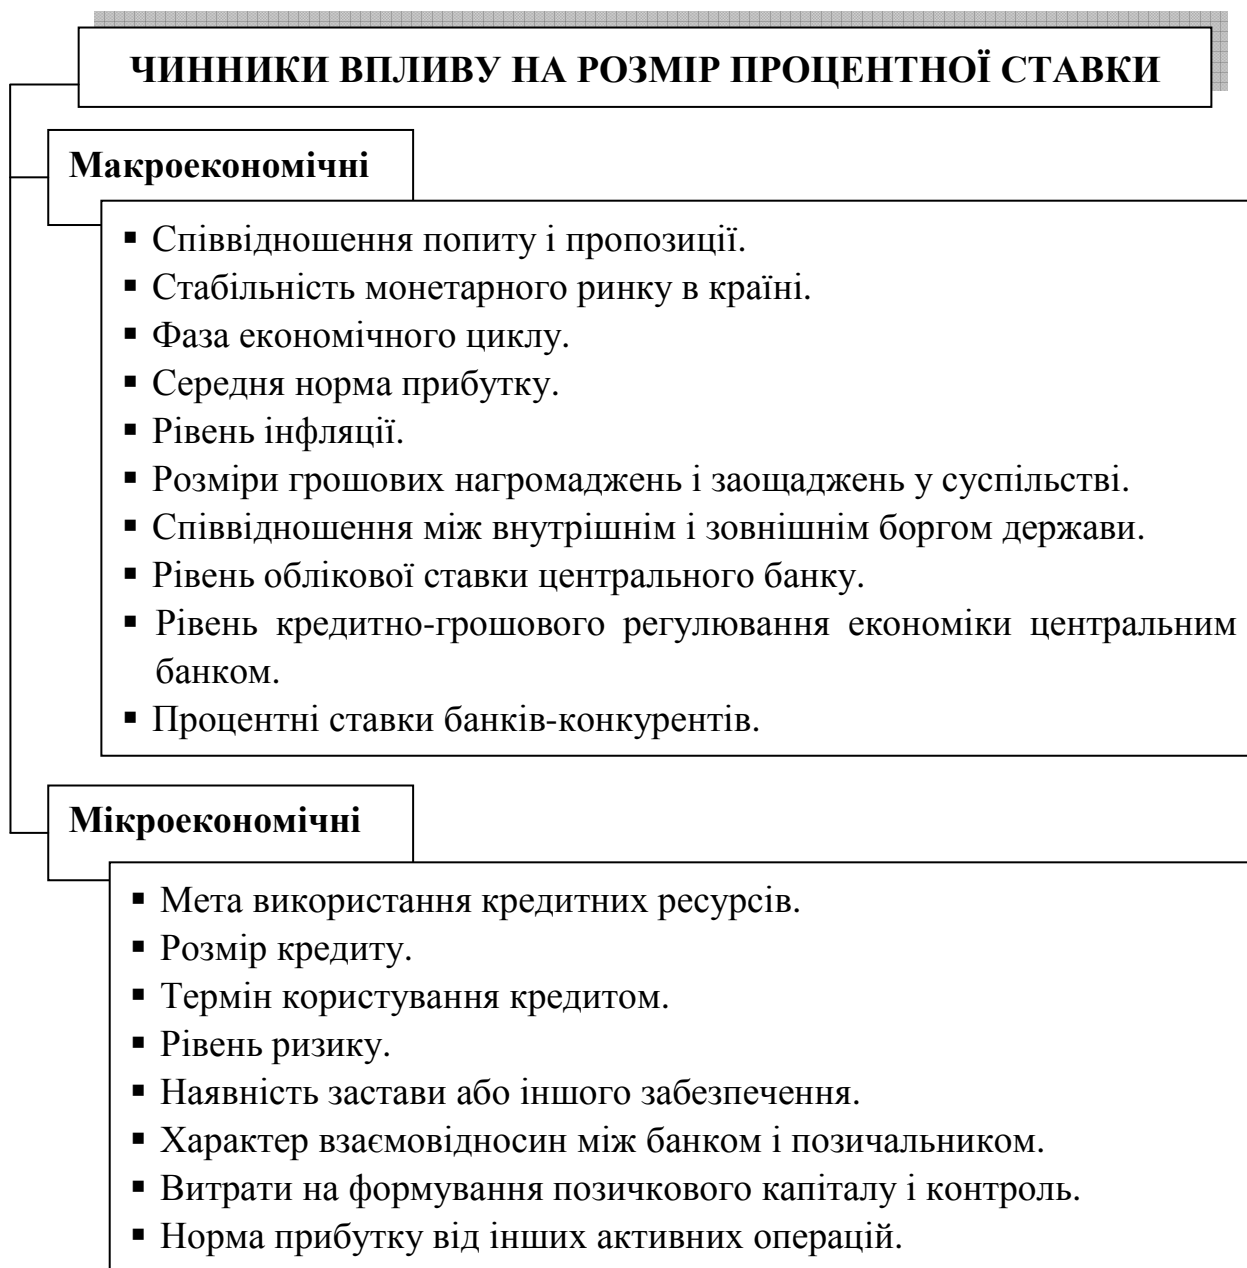 ЧИННИКИ ВПЛИВУ НА РОЗМІР ПРОЦЕНТНОЇ СТАВКИ
Макроекономічні
▪ Співвідношення попиту і пропозиції.
▪ Стабільність монетарного ринку в країні.
▪ Фаза економічного циклу.
▪ Середня норма прибутку.
▪ Рівень інфляції.
▪ Розміри грошових нагромаджень і заощаджень у суспільстві.
▪ Співвідношення між внутрішнім і зовнішнім боргом держави.
▪ Рівень облікової ставки центрального банку.
▪ Рівень кредитно-грошового регулювання економіки центральним
банком.
▪ Процентні ставки банків-конкурентів.
Мікроекономічні
▪ Мета використання кредитних ресурсів.
▪ Розмір кредиту.
▪ Термін користування кредитом.
▪ Рівень ризику.
▪ Наявність застави або іншого забезпечення.
▪ Характер взаємовідносин між банком і позичальником.
▪ Витрати на формування позичкового капіталу і контроль.
▪ Норма прибутку від інших активних операцій.